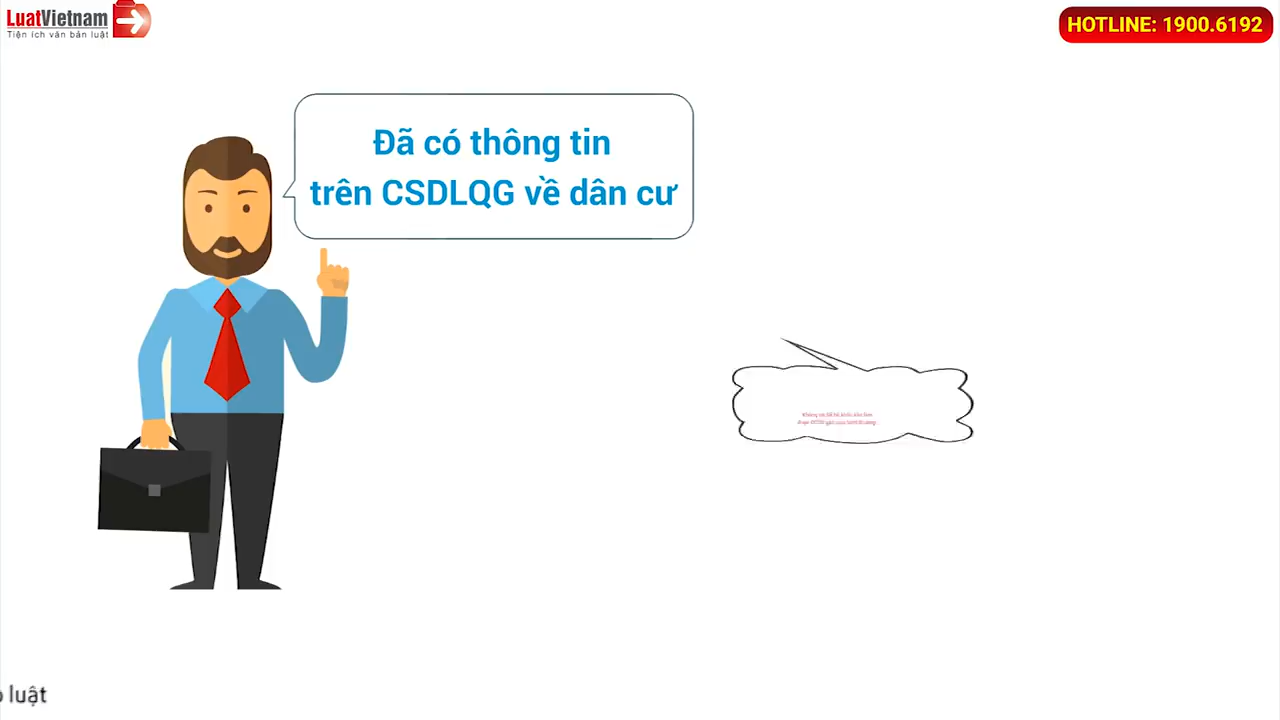 LuatVietnam
Tiện ích văn bản luật
HOTLINE: 1900.6192
Đã có thông tin
trên CSDLQG về dân cư
luật